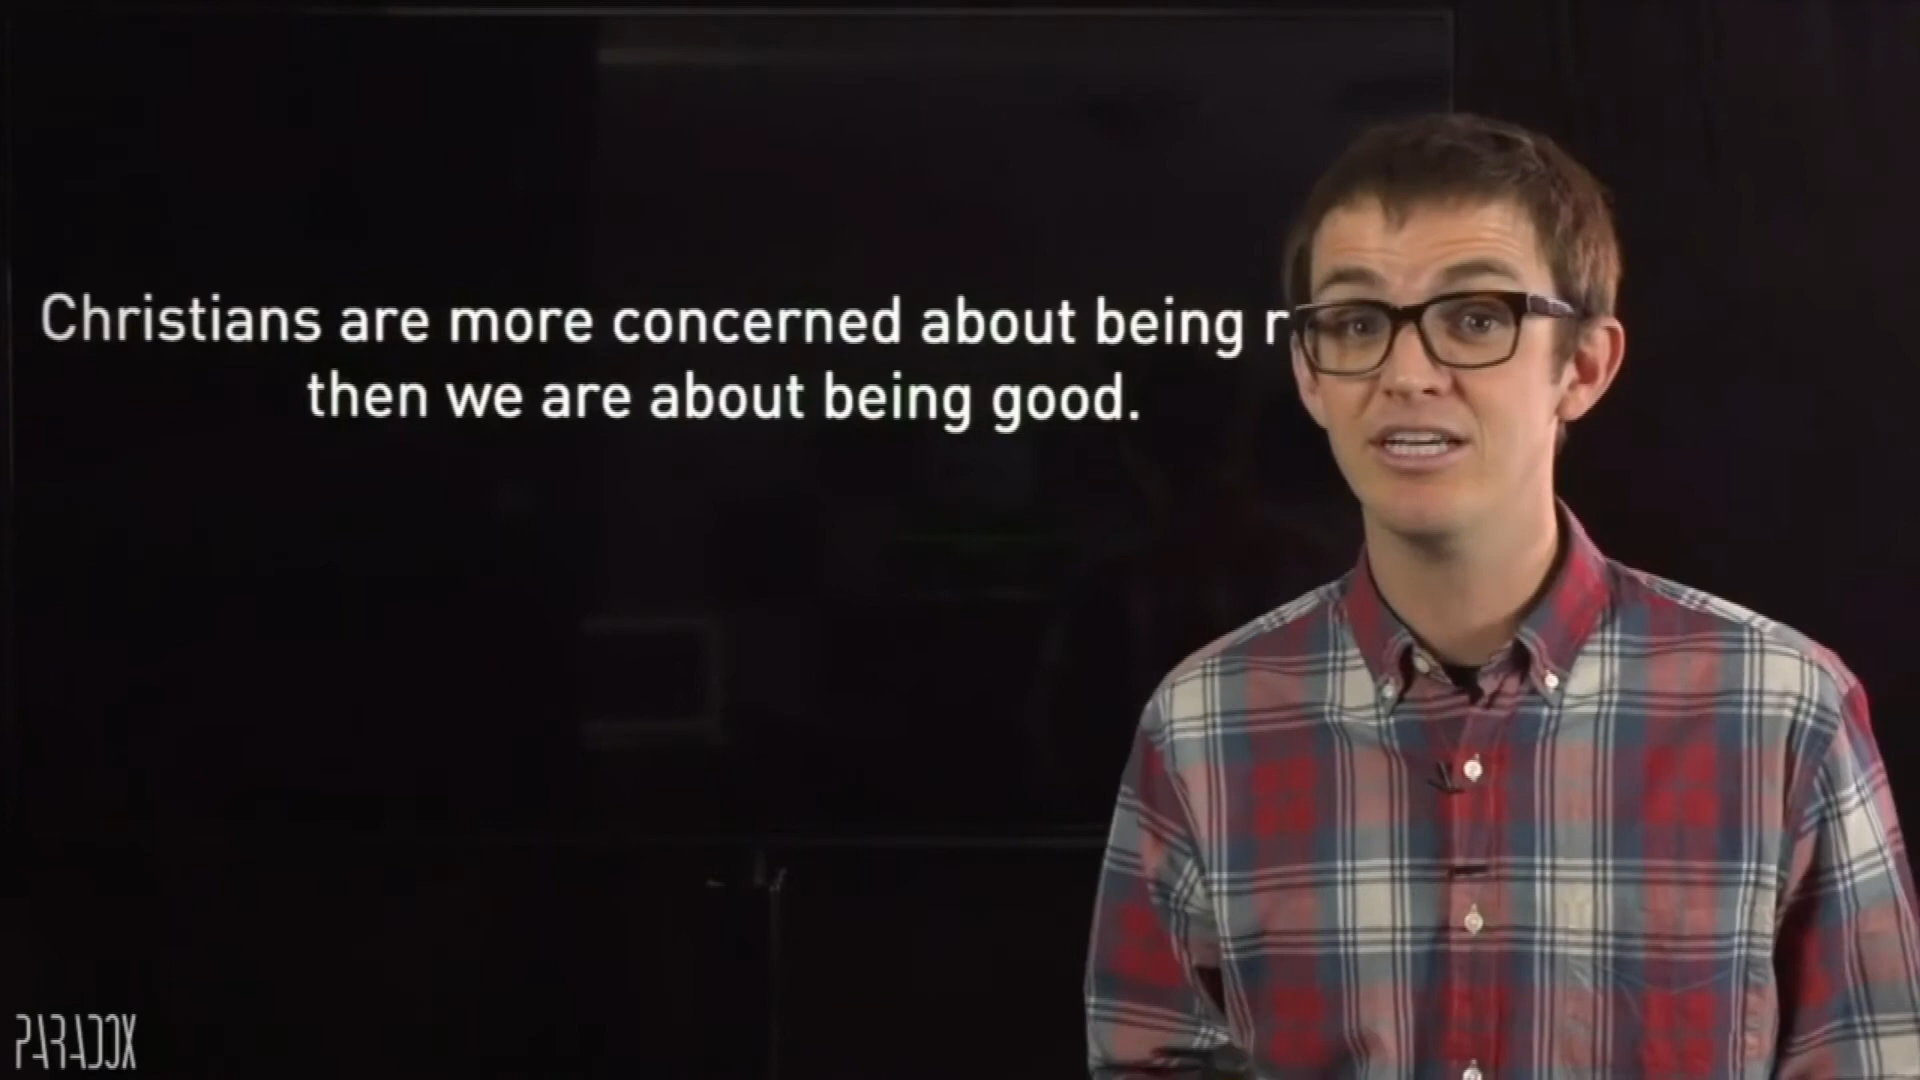 Christians are more concerned about being
then we are about being good.
PARADOX